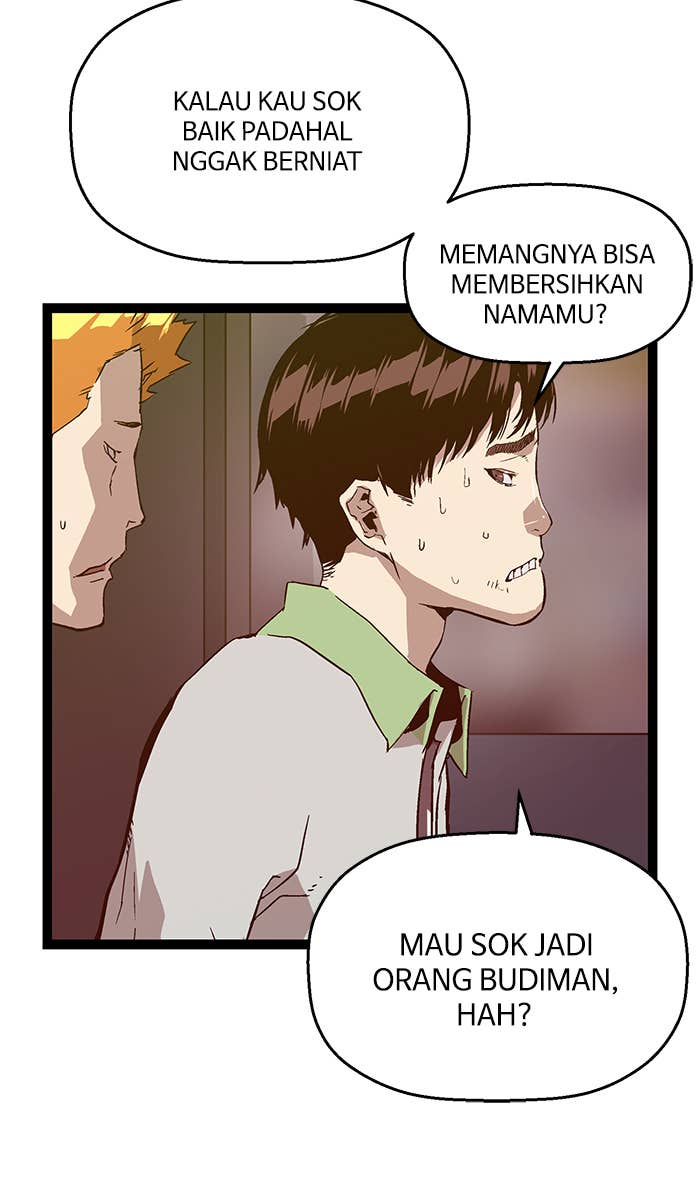 KALAU KAU SOK
BAIK PADAHAL
NGGAK BERNIAT
MEMANGNYA BISA
MEMBERSIHKAN
NAMAMU?
MAU SOK JADI
ORANG BUDIMAN,
HAH?